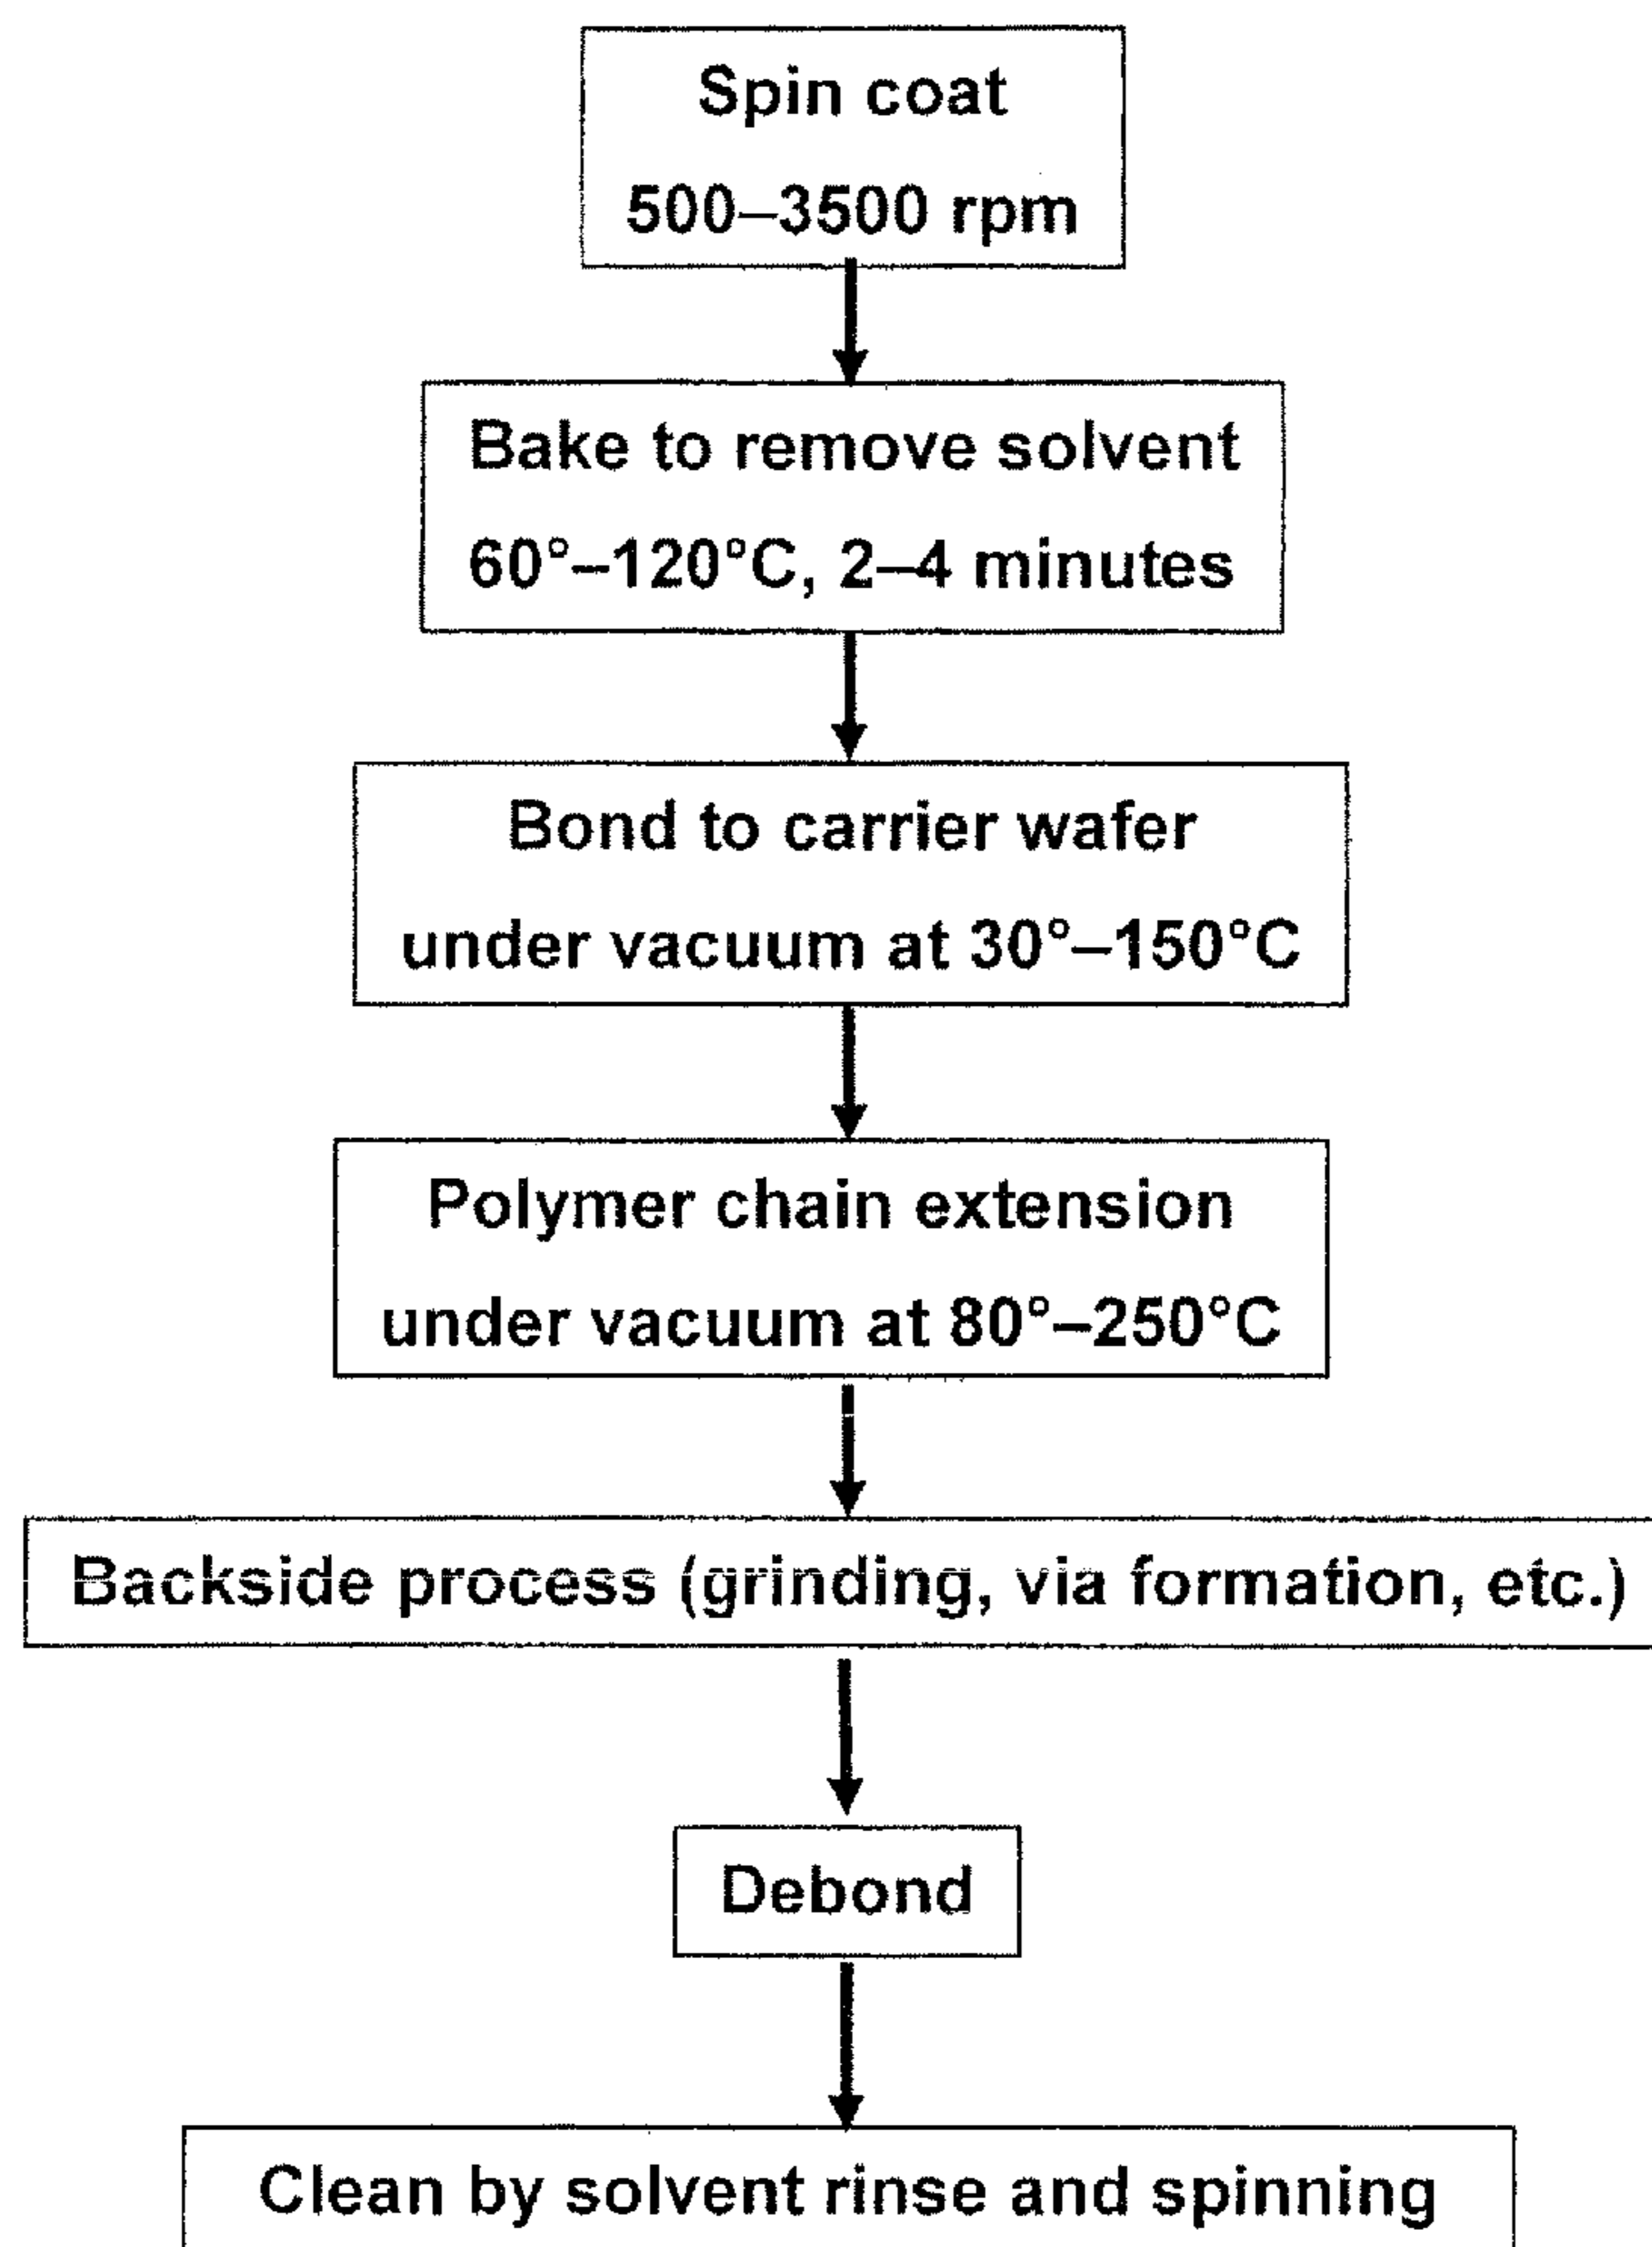 Spin coat
500–3500 rpm
Bake to remove solvent
60°–120°C, 2–4 minutes
Bond to carrier wafer
under vacuum at 30°–150°C
Polymer chain extension
under vacuum at 80°–250°C
Backside process (grinding, via formation, etc.)
Debond
Clean by solvent rinse and spinning